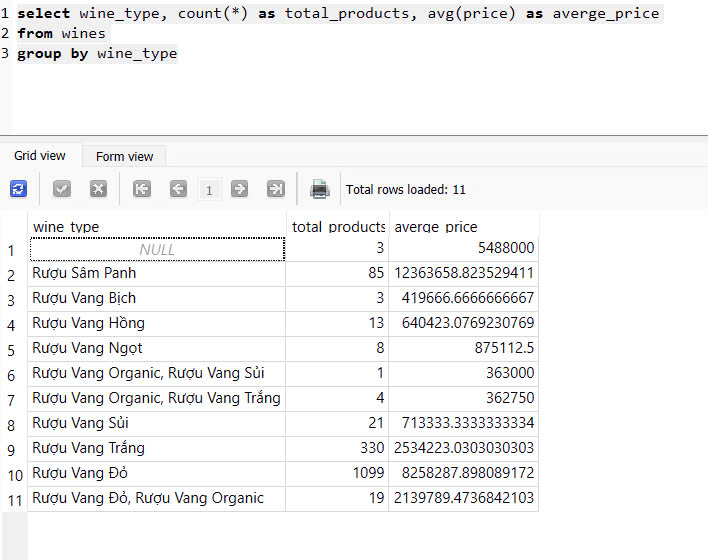 1 select wine_type, count(*) as total_products, avg(price) as averge_price
2 from wines
3 group by wine_type
Grid view Form view
1 Total rows loaded: 11
wine_type total_products averge_price
1 NULL 3 5488000
2 Rượu Sâm Panh 85 12363658.823529411
3 Rượu Vang Bịch 3 419666.6666666667
4 Rượu Vang Hồng 13 640423.0769230769
5 Rượu Vang Ngọt 8 875112.5
6 Rượu Vang Organic, Rượu Vang Sủi 1 363000
7 Rượu Vang Organic, Rượu Vang Trắng 4 362750
8 Rượu Vang Sủi 21 713333.3333333334
9 Rượu Vang Trắng 330 2534223.0303030303
10 Rượu Vang Đỏ 1099 8258287.898089172
11 Rượu Vang Đỏ, Rượu Vang Organic 19 2139789.4736842103